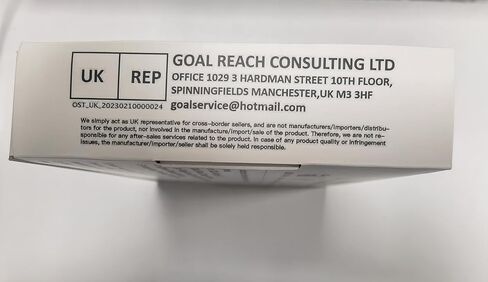 UK REP
GOAL REACH CONSULTING LTD
OFFICE 1029 3 HARDMAN STREET 10TH FLOOR,
SPINNINGFIELDS MANCHESTER,UK M3 3HF
OST_UK_20230210000024
goalservice@hotmail.com
We simply act as UK representative for cross-border sellers, and are not manufacturers/importers/distribu-
tors for the product, nor involved in the manufacture/import/sale of the product. Therefore, we are not re-
sponsible for any after-sales services related to the product. In case of any product quality or infringement
issues, the manufacturer/importer/seller shall be solely held responsible.